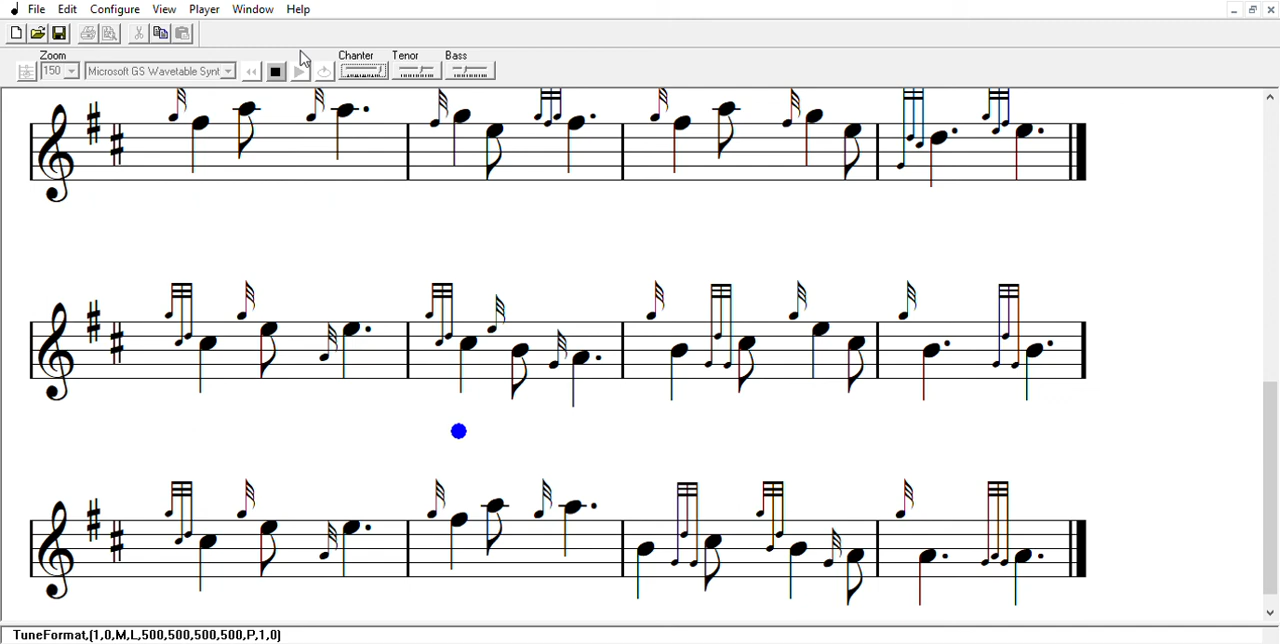 File Edit Configure View Player Window Help
Zoom Chanter Tenor Bass
150 Microsoft GS Wavetable Synt
TuneFormat,(1,0,M,L,500,500,500,500,P,1,0)